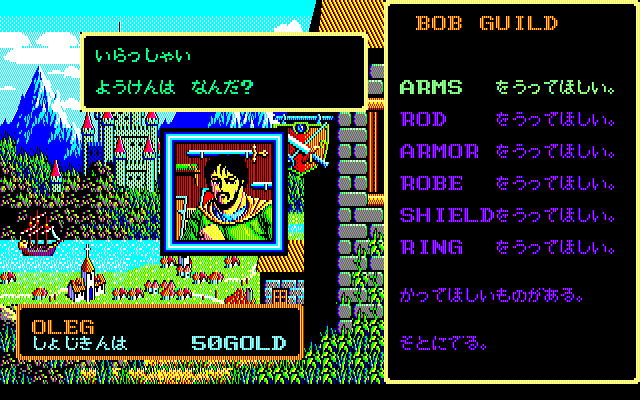 いらっしゃい
ようけんは なんだ?
OLEG
しょじきんは 50GOLD
BOB GUILD
ARMS をうってほしい。
ROD をうってほしい。
ARMOR をうってほしい。
ROBE をうってほしい。
SHIELDをうってほしい。
RING をうってほしい。
かってほしいものがある。
そとにでる。